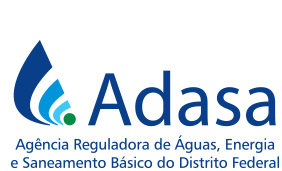 Adasa
Agência Reguladora de Águas, Energia
e Saneamento Básico do Distrito Federal